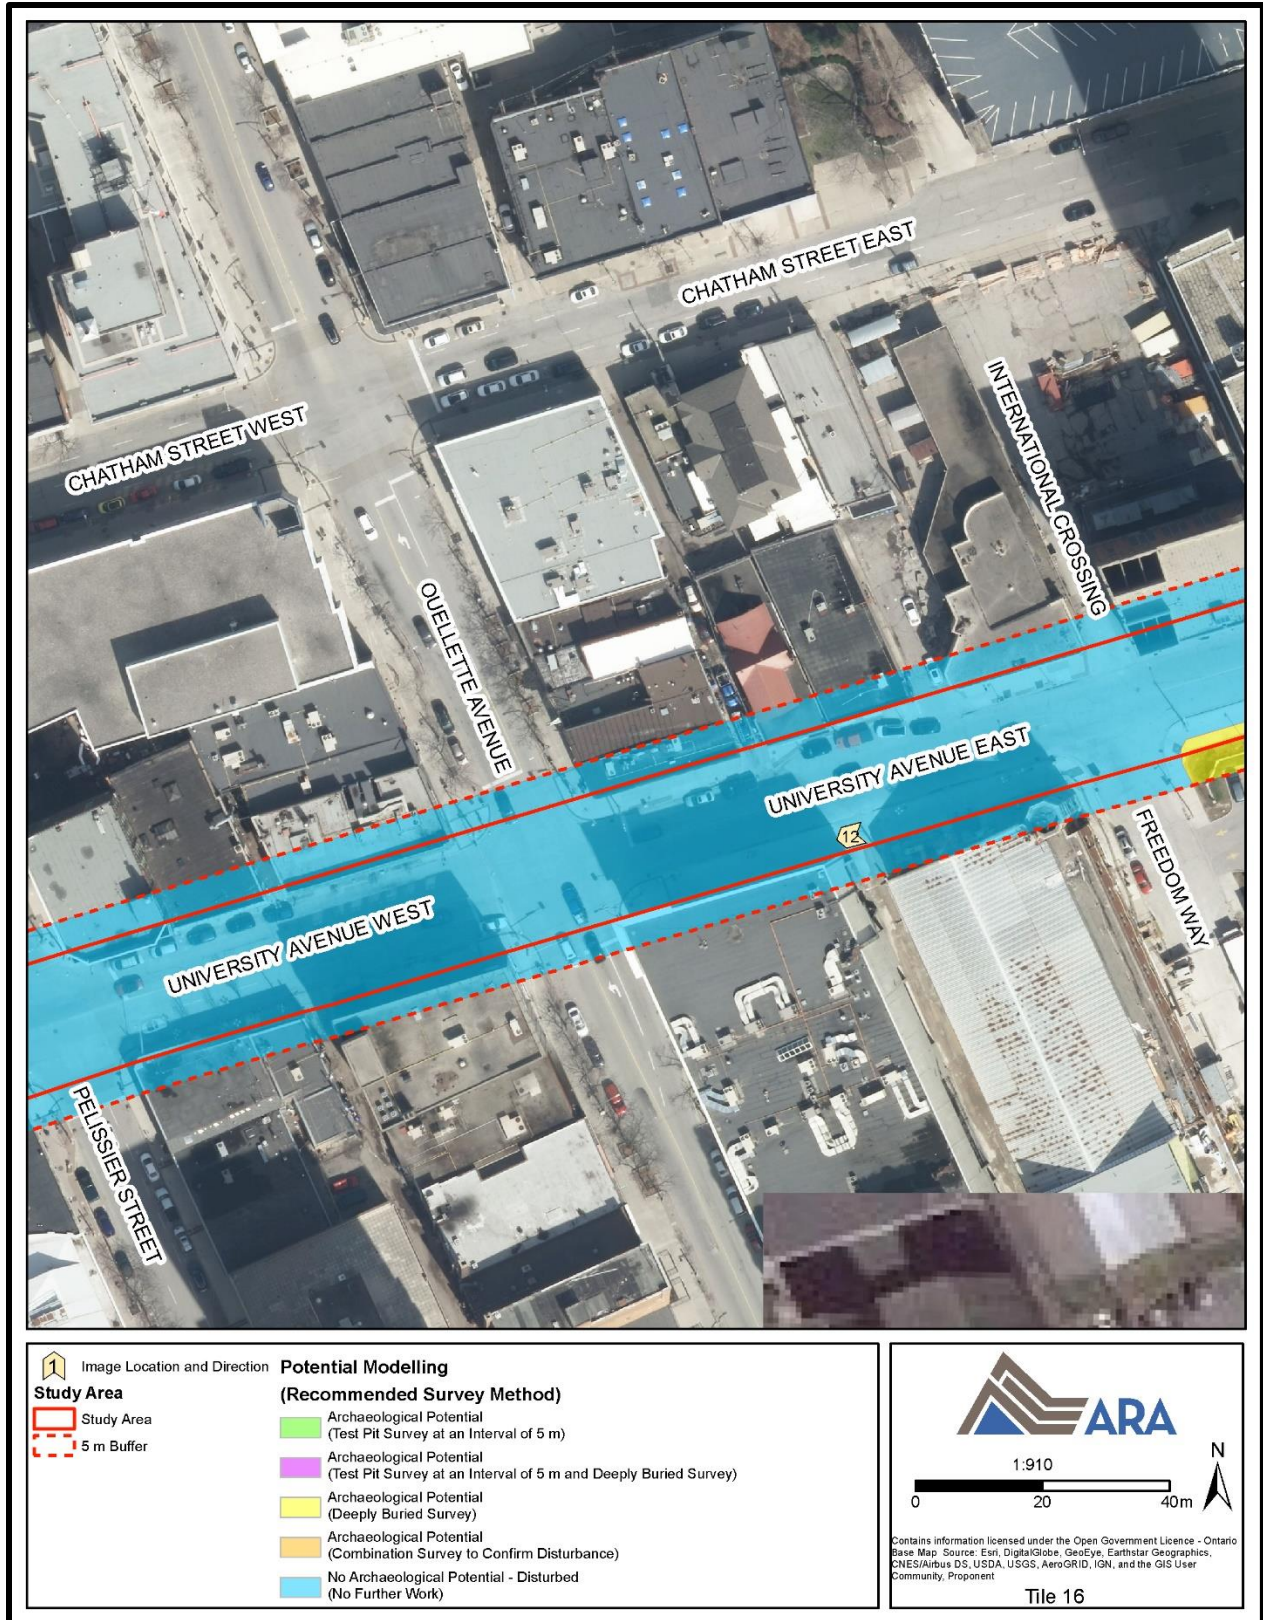 CHATHAM STREET EAST
CHATHAM STREET WEST
INTERNATIONAL CROSSING
OUELLETTE AVENUE
UNIVERSITY AVENUE EAST
12
FREEDOM WAY
UNIVERSITY AVENUE WEST
PELISSIER STREET
1 Image Location and Direction
Study Area
Study Area
5 m Buffer
Potential Modelling
(Recommended Survey Method)
Archaeological Potential
(Test Pit Survey at an Interval of 5 m)
Archaeological Potential
(Test Pit Survey at an Interval of 5 m and Deeply Buried Survey)
Archaeological Potential
(Deeply Buried Survey)
Archaeological Potential
(Combination Survey to Confirm Disturbance)
No Archaeological Potential - Disturbed
(No Further Work)
ARA
1:910
N
0 20 40m
Contains information licensed under the Open Government Licence - Ontario
Base Map Source: Esri, DigitalGlobe, GeoEye, Earthstar Geographics,
CNES/Airbus DS, USDA, USGS, AeroGRID, IGN, and the GIS User
Community, Proponent
Tile 16